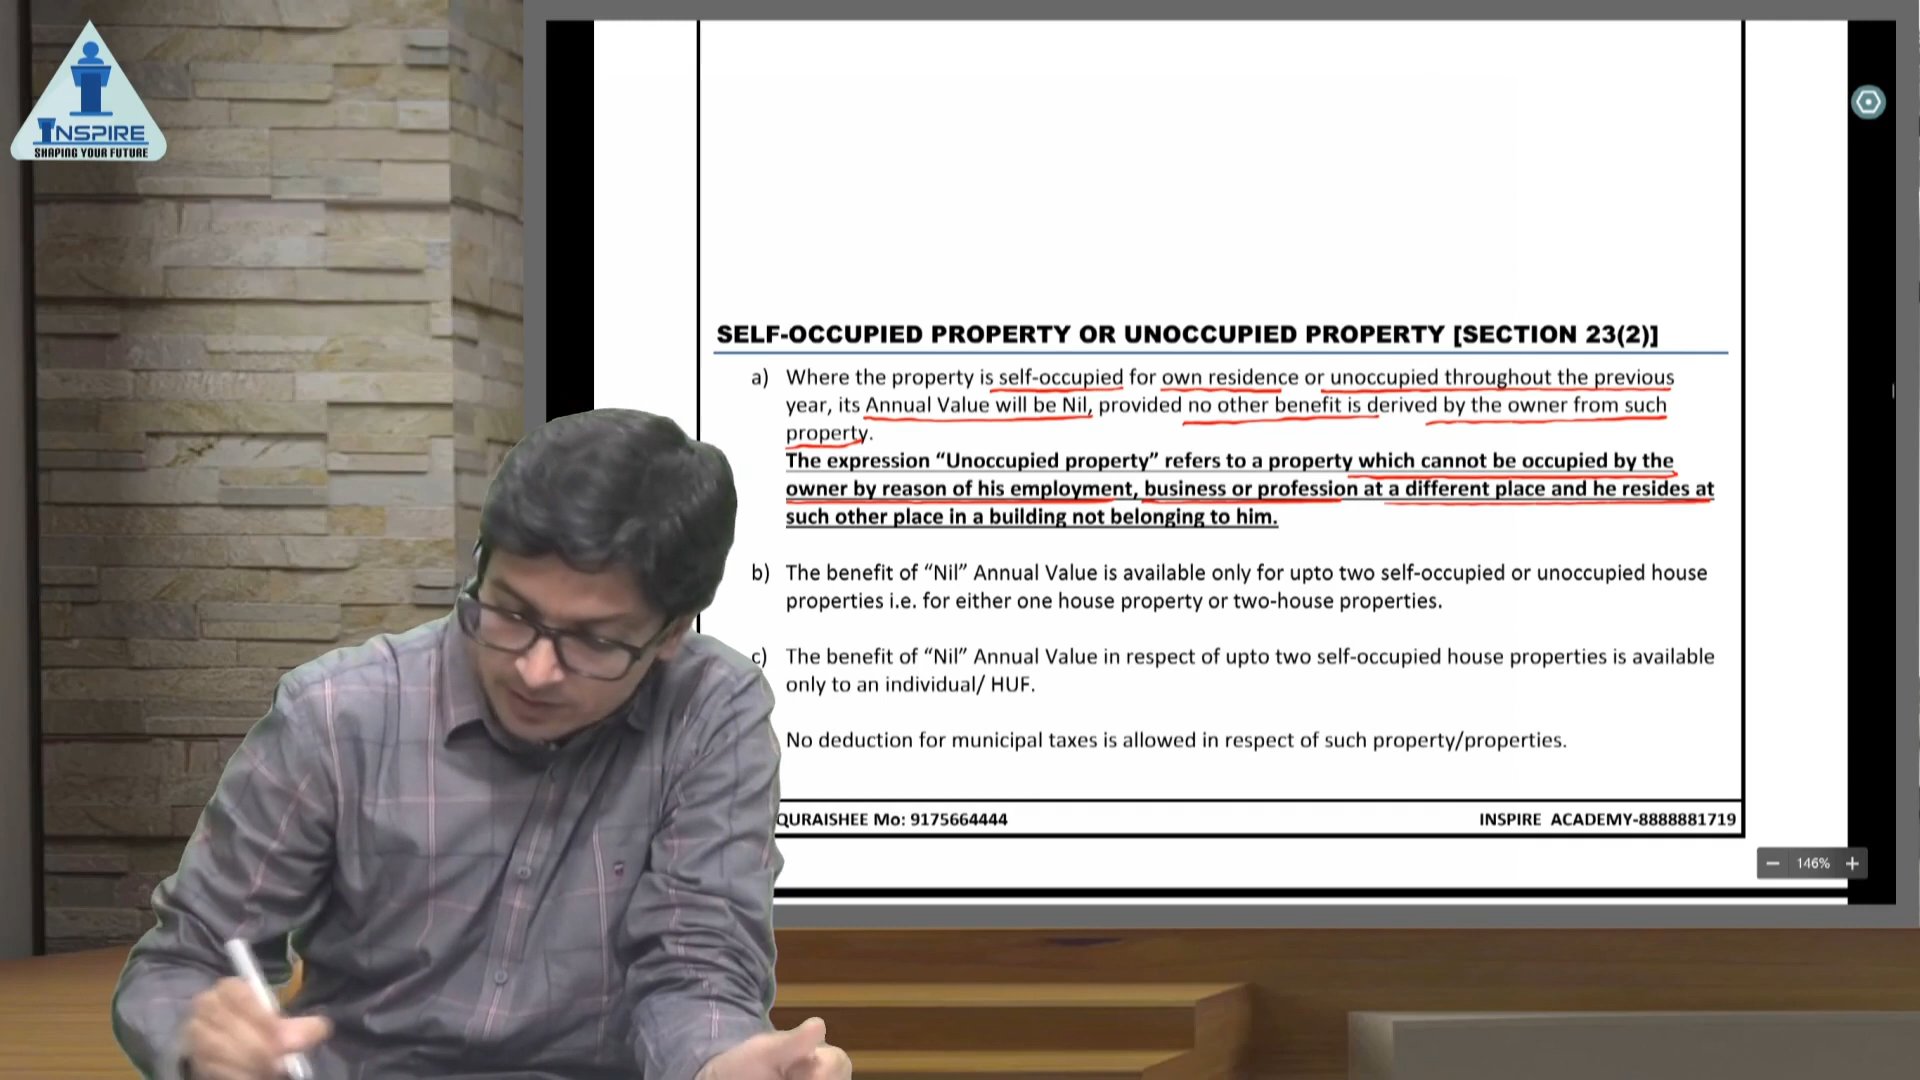 INSPIRE
SHAPING YOUR FUTURE
SELF-OCCUPIED PROPERTY OR UNOCCUPIED PROPERTY [SECTION 23(2)]
a) Where the property is self-occupied for own residence or unoccupied throughout the previous
year, its Annual Value will be Nil, provided no other benefit is derived by the owner from such
property.
The expression “Unoccupied property” refers to a property which cannot be occupied by the
owner by reason of his employment, business or profession at a different place and he resides at
such other place in a building not belonging to him.
b) The benefit of “Nil” Annual Value is available only for upto two self-occupied or unoccupied house
properties i.e. for either one house property or two-house properties.
c) The benefit of “Nil” Annual Value in respect of upto two self-occupied house properties is available
only to an individual/ HUF.
No deduction for municipal taxes is allowed in respect of such property/properties.
QURAISHEE Mo: 9175664444
INSPIRE ACADEMY-8888881719
146%